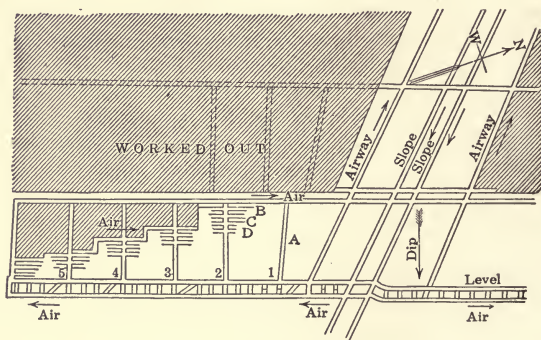 W
N
WORKED OUT
Airway
Slope
Slope
Airway
Air
Air
B
C
D
A
Dip
5
4
3
2
1
Level
Air
Air
Air